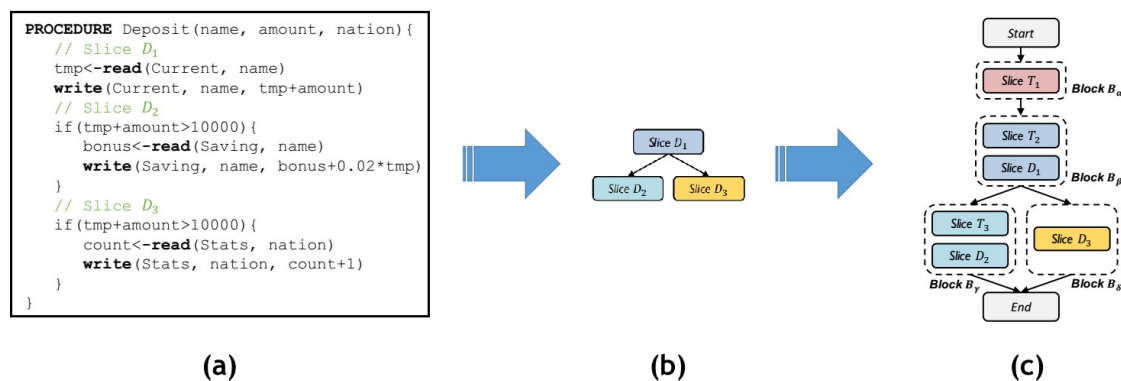 PROCEDURE Deposit(name, amount, nation){
// Slice D₁
tmp<-read(Current, name)
write(Current, name, tmp+amount)
// Slice D₂
if(tmp+amount>10000){
bonus<-read(Saving, name)
write(Saving, name, bonus+0.02*tmp)
}
// Slice D₃
if(tmp+amount>10000){
count<-read(Stats, nation)
write(Stats, nation, count+1)
}
}
(a)
Slice D₁
Slice D₂
Slice D₃
(b)
Start
Slice T₁
Block Bα
Slice T₂
Slice D₁
Block Bβ
Slice T₃
Slice D₂
Block Bγ
Slice D₃
Block Bδ
End
(c)